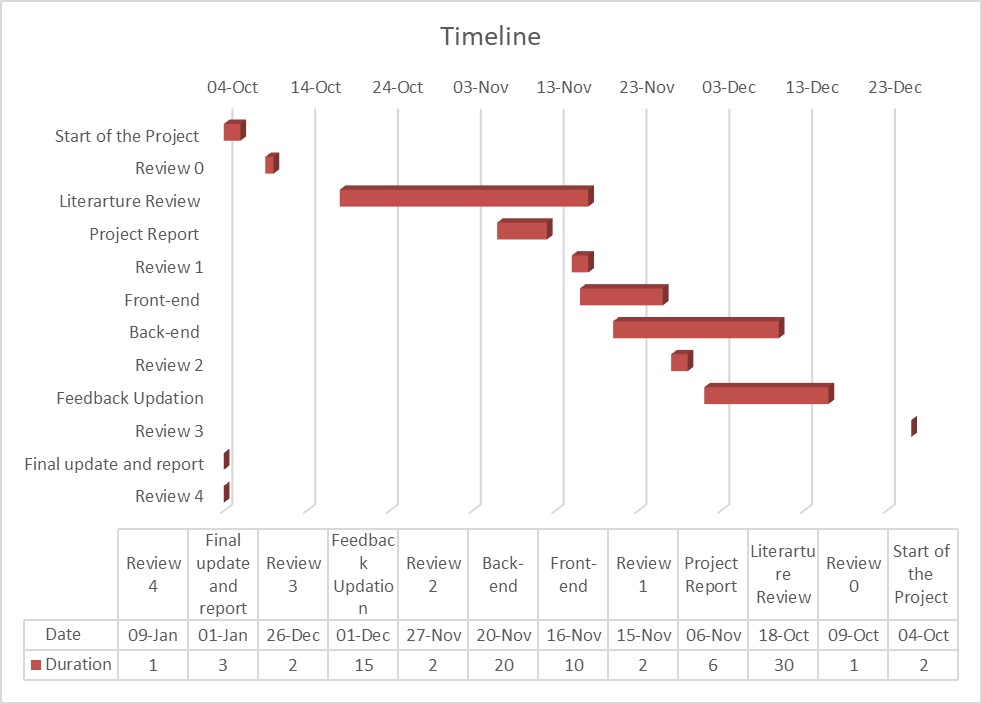 Timeline
04-Oct 14-Oct 24-Oct 03-Nov 13-Nov 23-Nov 03-Dec 13-Dec 23-Dec
Start of the Project
Review 0
Literarture Review
Project Report
Review 1
Front-end
Back-end
Review 2
Feedback Updation
Review 3
Final update and report
Review 4
Review 4
Final update and report
Review 3
Feedbac k Updatio n
Review 2
Back- end
Front- end
Review 1
Project Report
Literartu re Review
Review 0
Start of the Project
Date 09-Jan 01-Jan 26-Dec 01-Dec 27-Nov 20-Nov 16-Nov 15-Nov 06-Nov 18-Oct 09-Oct 04-Oct
Duration 1 3 2 15 2 20 10 2 6 30 1 2